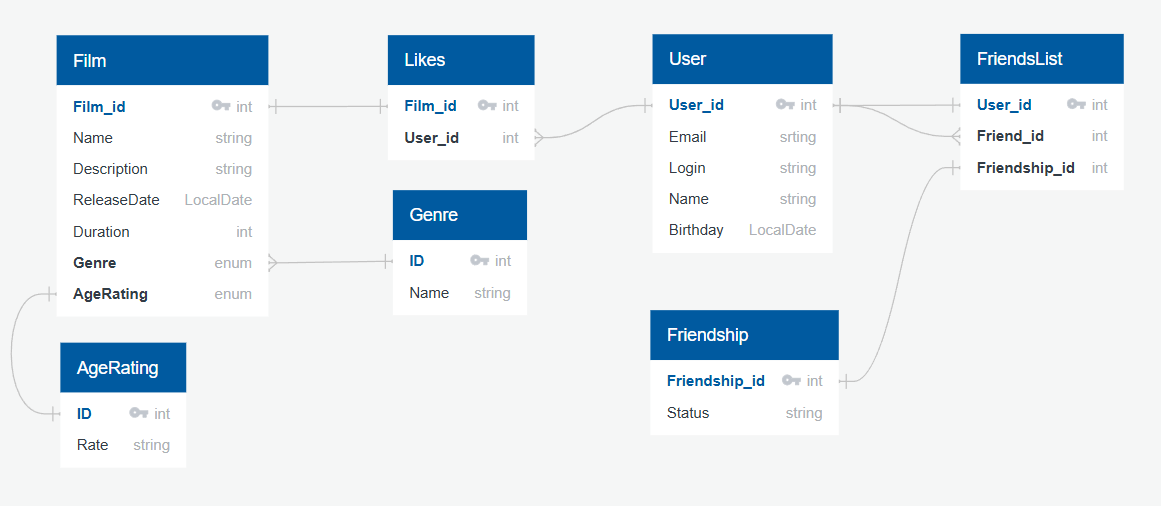 Film
Film_id int
Name string
Description string
ReleaseDate LocalDate
Duration int
Genre enum
AgeRating enum
Likes
Film_id int
User_id int
User
User_id int
Email srting
Login string
Name string
Birthday LocalDate
FriendsList
User_id int
Friend_id int
Friendship_id int
Genre
ID int
Name string
AgeRating
ID int
Rate string
Friendship
Friendship_id int
Status string